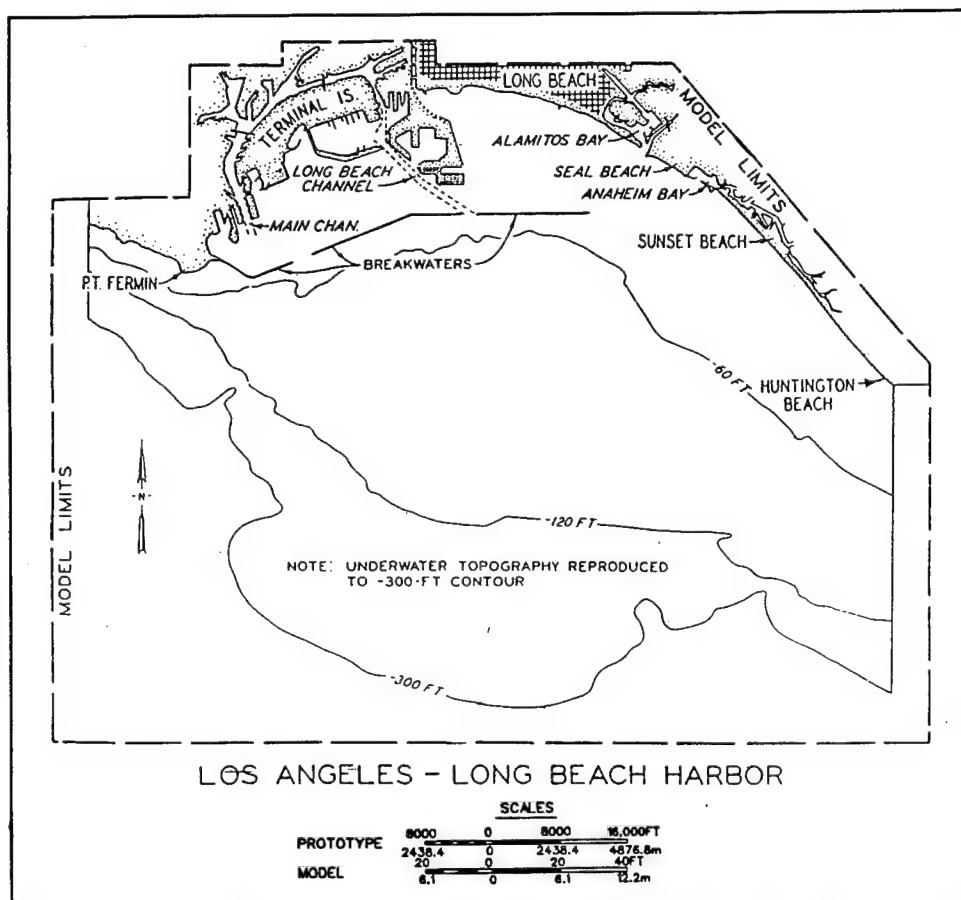 LONG BEACH
TERMINAL IS
MODEL LIMITS
ALAMITOS BAY
LONG BEACH
CHANNEL
SEAL BEACH
ANAHEIM BAY
MAIN CHAN.
SUNSET BEACH
BREAKWATERS
P.T. FERMIN
-60 FT
HUNTINGTON
BEACH
MODEL LIMITS
-N-
-120 FT
NOTE: UNDERWATER TOPOGRAPHY REPRODUCED
TO -300-FT CONTOUR
-300 FT
LOS ANGELES - LONG BEACH HARBOR
SCALES
PROTOTYPE
8000 0 8000 16,000FT
2438.4 0 2438.4 4876.8m
MODEL
20 0 20 40FT
6.1 0 6.1 12.2m